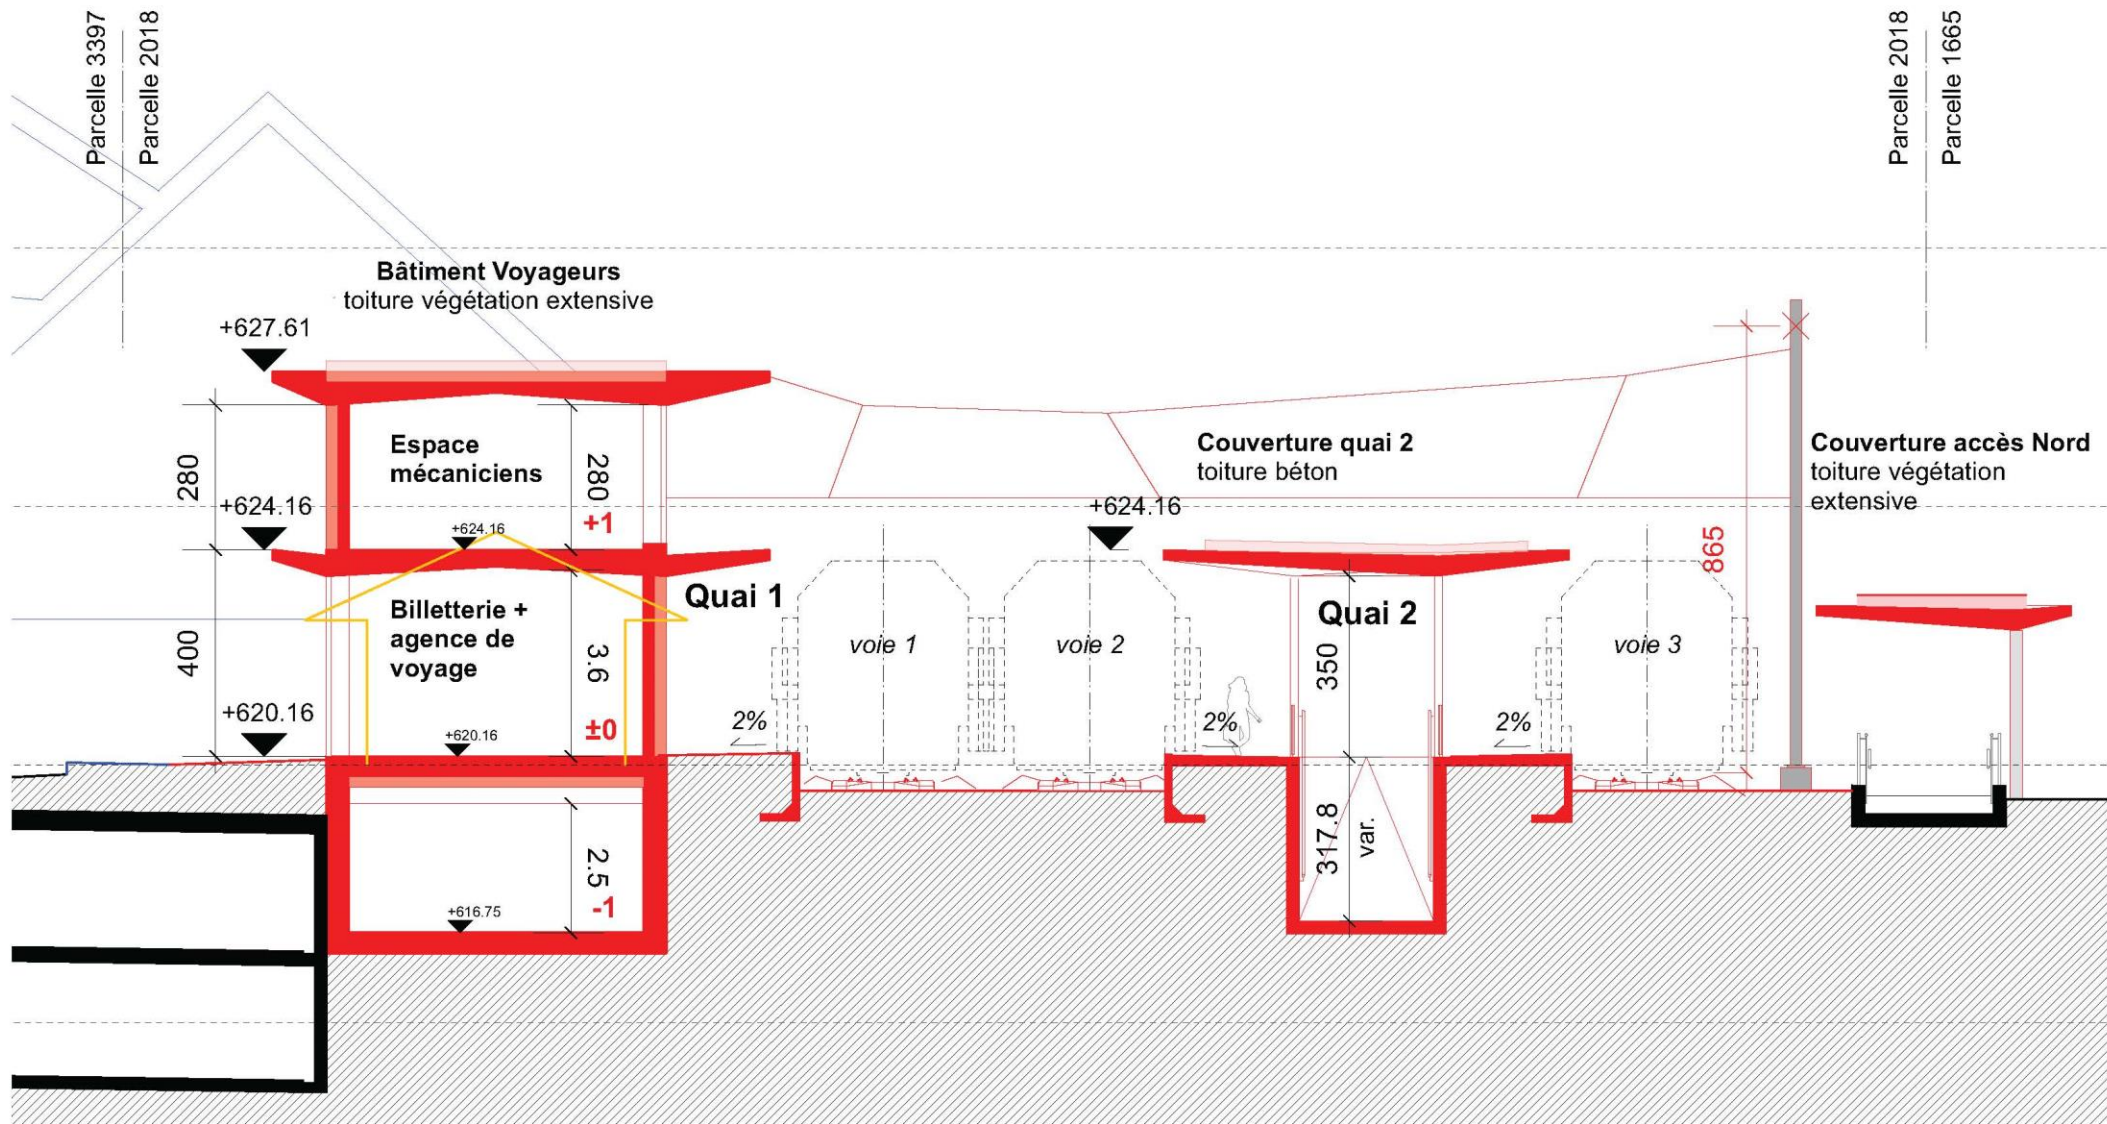 Parcelle 3397
Parcelle 2018
Parcelle 2018
Parcelle 1665
Bâtiment Voyageurs
toiture végétation extensive
+627.61
280
Espace
mécaniciens
280
+1
+624.16
+624.16
Couverture quai 2
toiture béton
+624.16
Couverture accès Nord
toiture végétation
extensive
865
400
Billetterie +
agence de
voyage
3.6
±0
Quai 1
voie 1
voie 2
Quai 2
350
voie 3
+620.16
+620.16
2%
2%
2%
317.8
var.
2.5
-1
+616.75